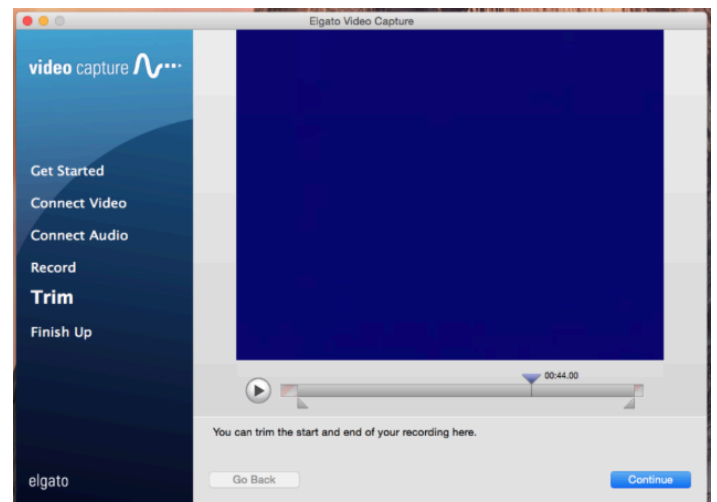 Elgato Video Capture
video capture
Get Started
Connect Video
Connect Audio
Record
Trim
Finish Up
00:44.00
You can trim the start and end of your recording here.
elgato
Go Back
Continue